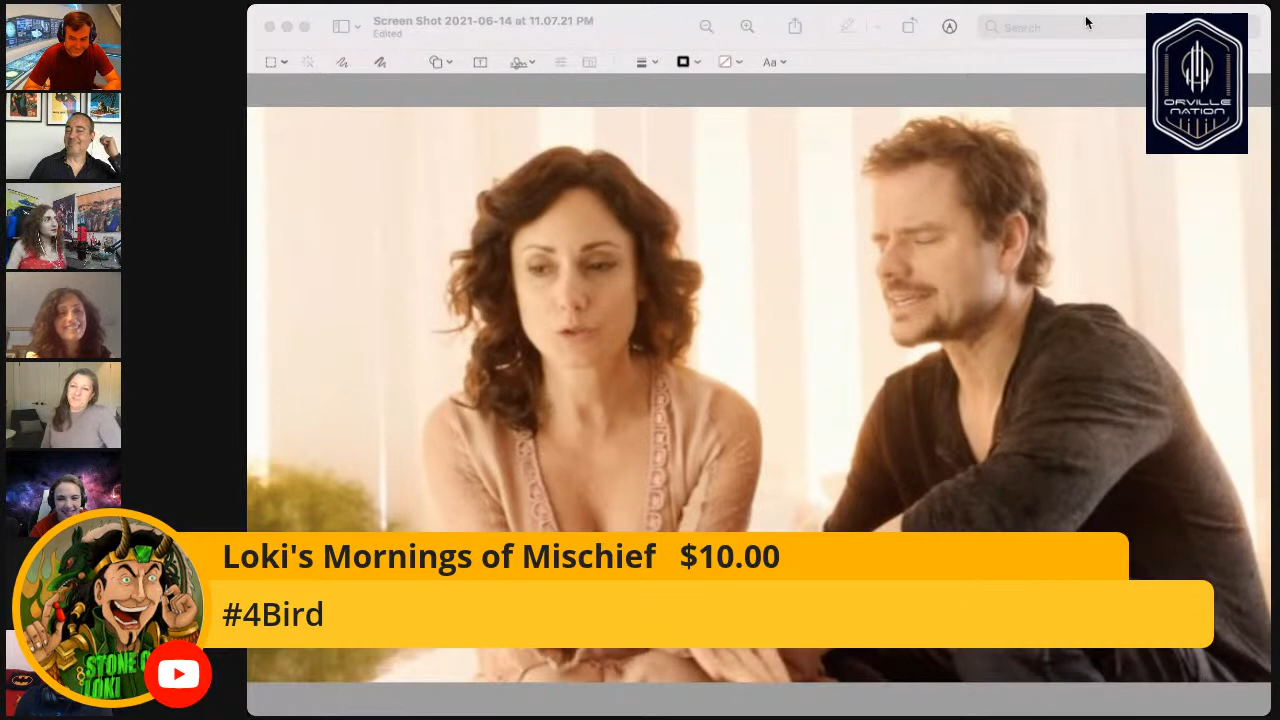 Screen Shot 2021-06-14 at 11.07.21 PM
Edited
Search
Aa
ORVILLE
NATION
Loki's Mornings of Mischief $10.00
#4Bird
STONE O
LOKI